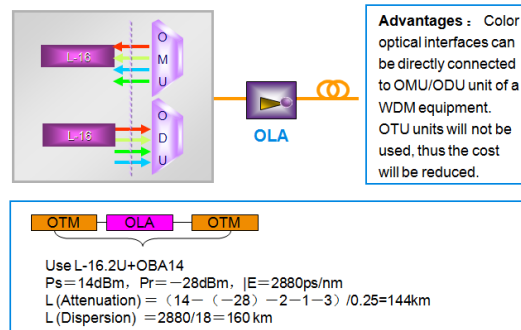 L-16
O
M
U
L-16
O
D
U
OLA
Advantages： Color
optical interfaces can
be directly connected
to OMU/ODU unit of a
WDM equipment.
OTU units will not be
used, thus the cost
will be reduced.
OTM OLA OTM
Use L-16.2U+OBA14
Ps=14dBm, Pr=-28dBm, |E=2880ps/nm
L (Attenuation) = （14-(-28) -2-1-3）/0.25=144km
L (Dispersion) =2880/18=160 km